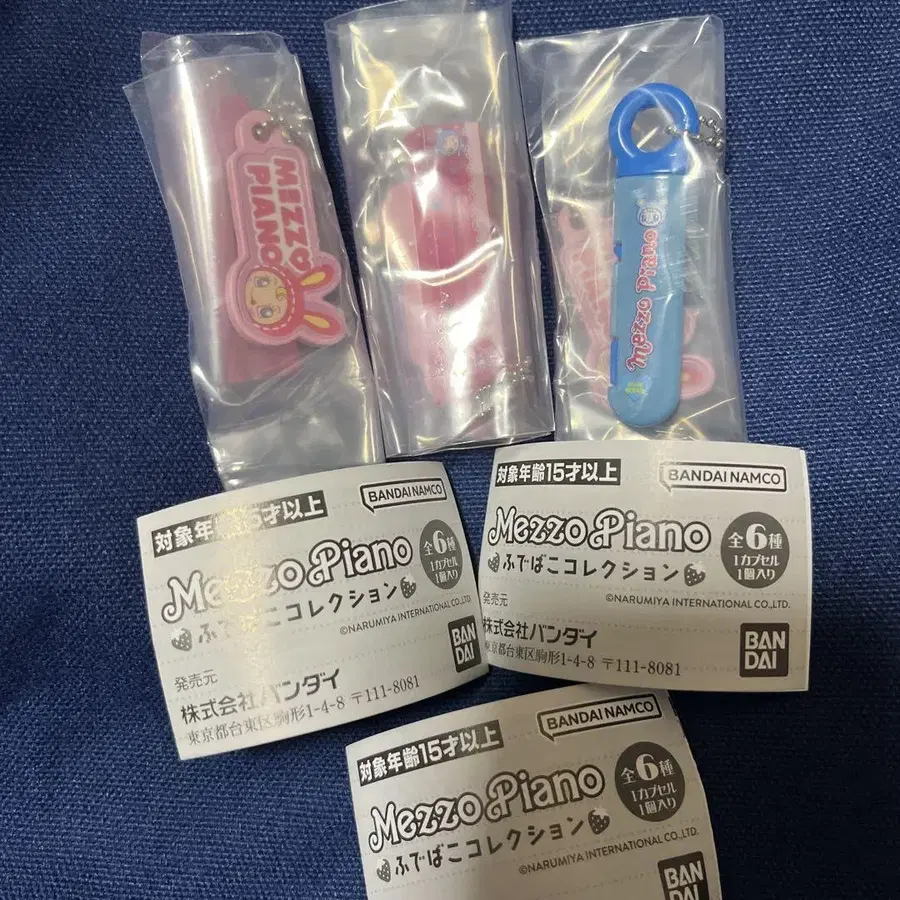 MEZZO
PIANO
Mezzo Piano
対象年齢15才以上
BANDAI NAMCO
Mezzo Piano
ふでばこコレクション
全6種
1カプセル
1個入り
©NARUMIYA INTERNATIONAL CO.,LTD.
発売元
株式会社バンダイ
東京都台東区駒形1-4-8 〒111-8081
BAN
DAI
対象年齢15才以上
BANDAI NAMCO
Mezzo Piano
ふでばこコレクション
全6種
1カプセル
1個入り
©NARUMIYA INTERNATIONAL CO.,LTD.
発売元
株式会社バンダイ
東京都台東区駒形1-4-8 〒111-8081
BAN
DAI
対象年齢15才以上
BANDAI NAMCO
Mezzo Piano
ふでばこコレクション
全6種
1カプセル
1個入り
©NARUMIYA INTERNATIONAL CO.,LTD.
BAN
DAI